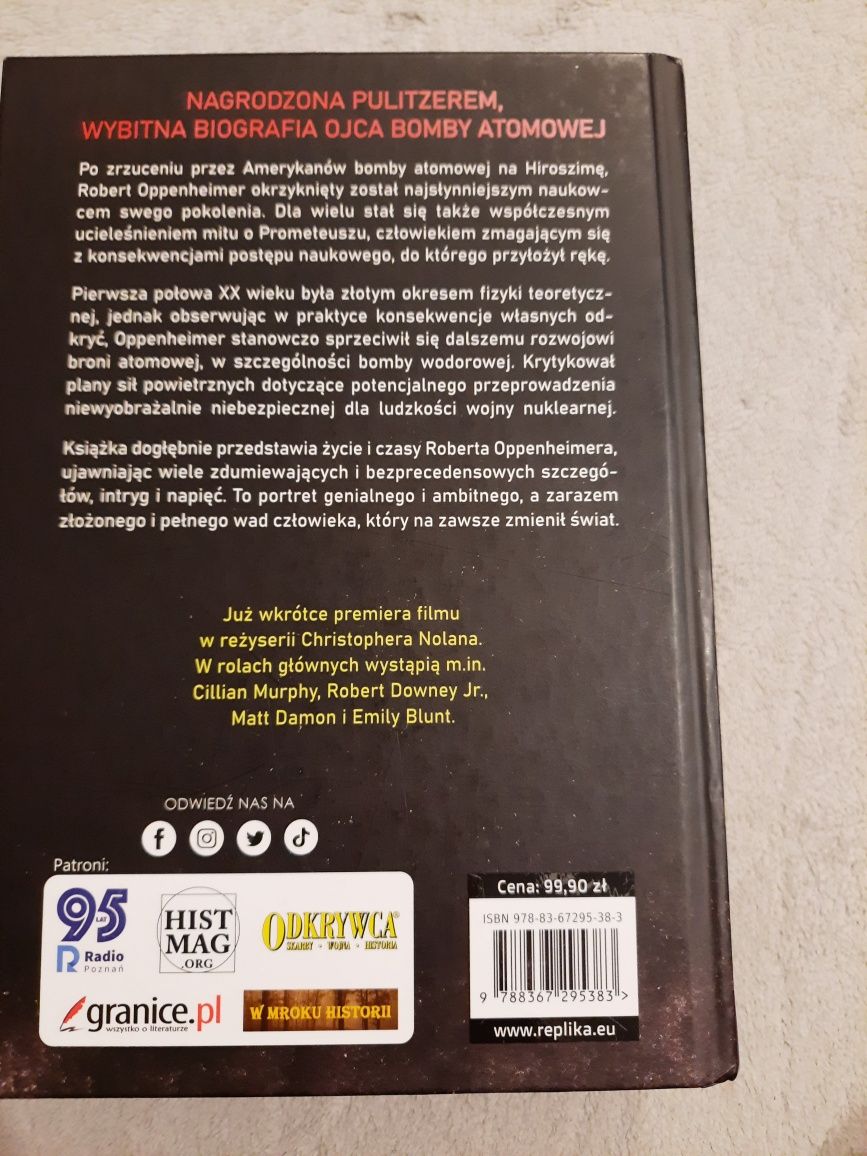 NAGRODZONA PULITZEREM,
WYBITNA BIOGRAFIA OJCA BOMBY ATOMOWEJ
Po zrzuceniu przez Amerykanów bomby atomowej na Hiroszimę,
Robert Oppenheimer okrzyknięty został najsłynniejszym naukow-
cem swego pokolenia. Dla wielu stał się także współczesnym
ucieleśnieniem mitu o Prometeuszu, człowiekiem zmagającym się
z konsekwencjami postępu naukowego, do którego przyłożył rękę.
Pierwsza połowa XX wieku była złotym okresem fizyki teoretycz-
nej, jednak obserwując w praktyce konsekwencje własnych od-
kryć, Oppenheimer stanowczo sprzeciwił się dalszemu rozwojowi
broni atomowej, w szczególności bomby wodorowej. Krytykował
plany sił powietrznych dotyczące potencjalnego przeprowadzenia
niewyobrażalnie niebezpiecznej dla ludzkości wojny nuklearnej.
Książka dogłębnie przedstawia życie i czasy Roberta Oppenheimera,
ujawniając wiele zdumiewających i bezprecedensowych szczegó-
łów, intryg i napięć. To portret genialnego i ambitnego, a zarazem
złożonego i pełnego wad człowieka, który na zawsze zmienił świat.
Już wkrótce premiera filmu
w reżyserii Christophera Nolana.
W rolach głównych wystąpią m.in.
Cillian Murphy, Robert Downey Jr.,
Matt Damon i Emily Blunt.
ODWIEDŹ NAS NA
Patroni:
95 LAT
Radio
Poznań
HIST
MAG
.ORG
ODKRYWCA®
SKARBY - WOJNA - HISTORIA
granice.pl
wszystko o literaturze
W MROKU HISTORII
Cena: 99,90 zł
ISBN 978-83-67295-38-3
9 788367 295383 >
www.replika.eu